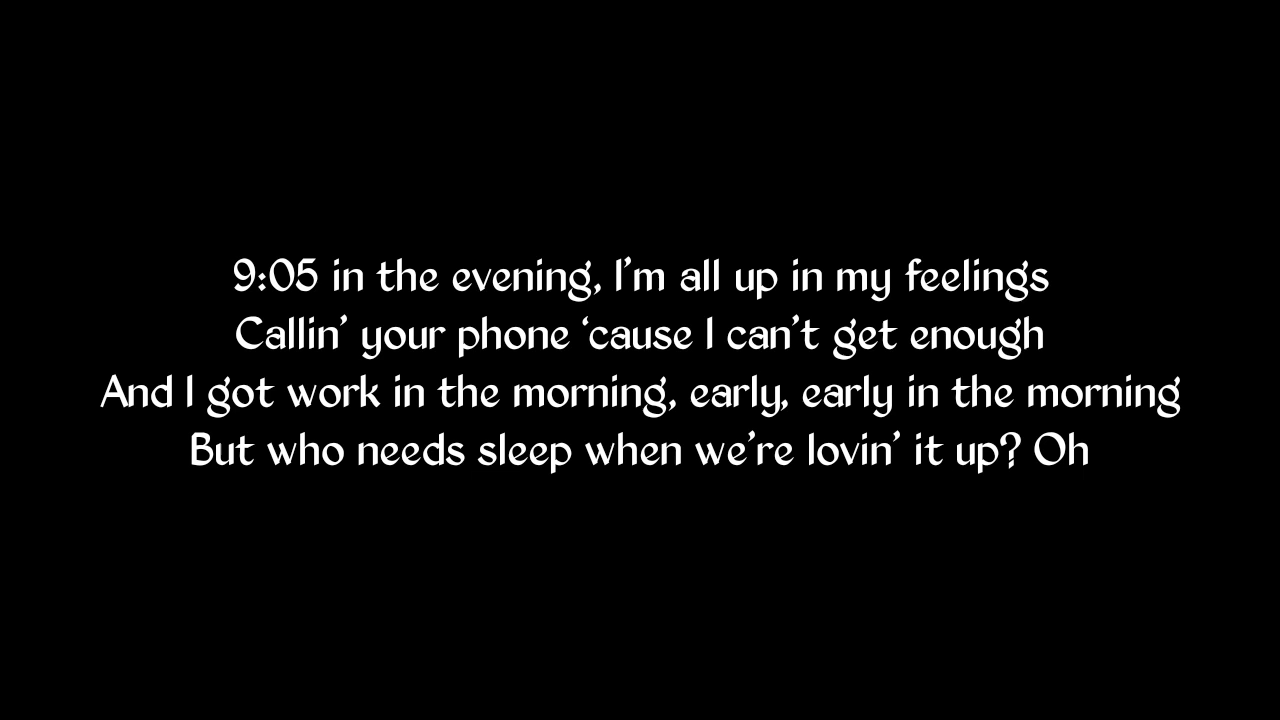 9:05 in the evening, I'm all up in my feelings
Callin' your phone ‘cause I can't get enough
And I got work in the morning, early, early in the morning
But who needs sleep when we're lovin' it up? Oh